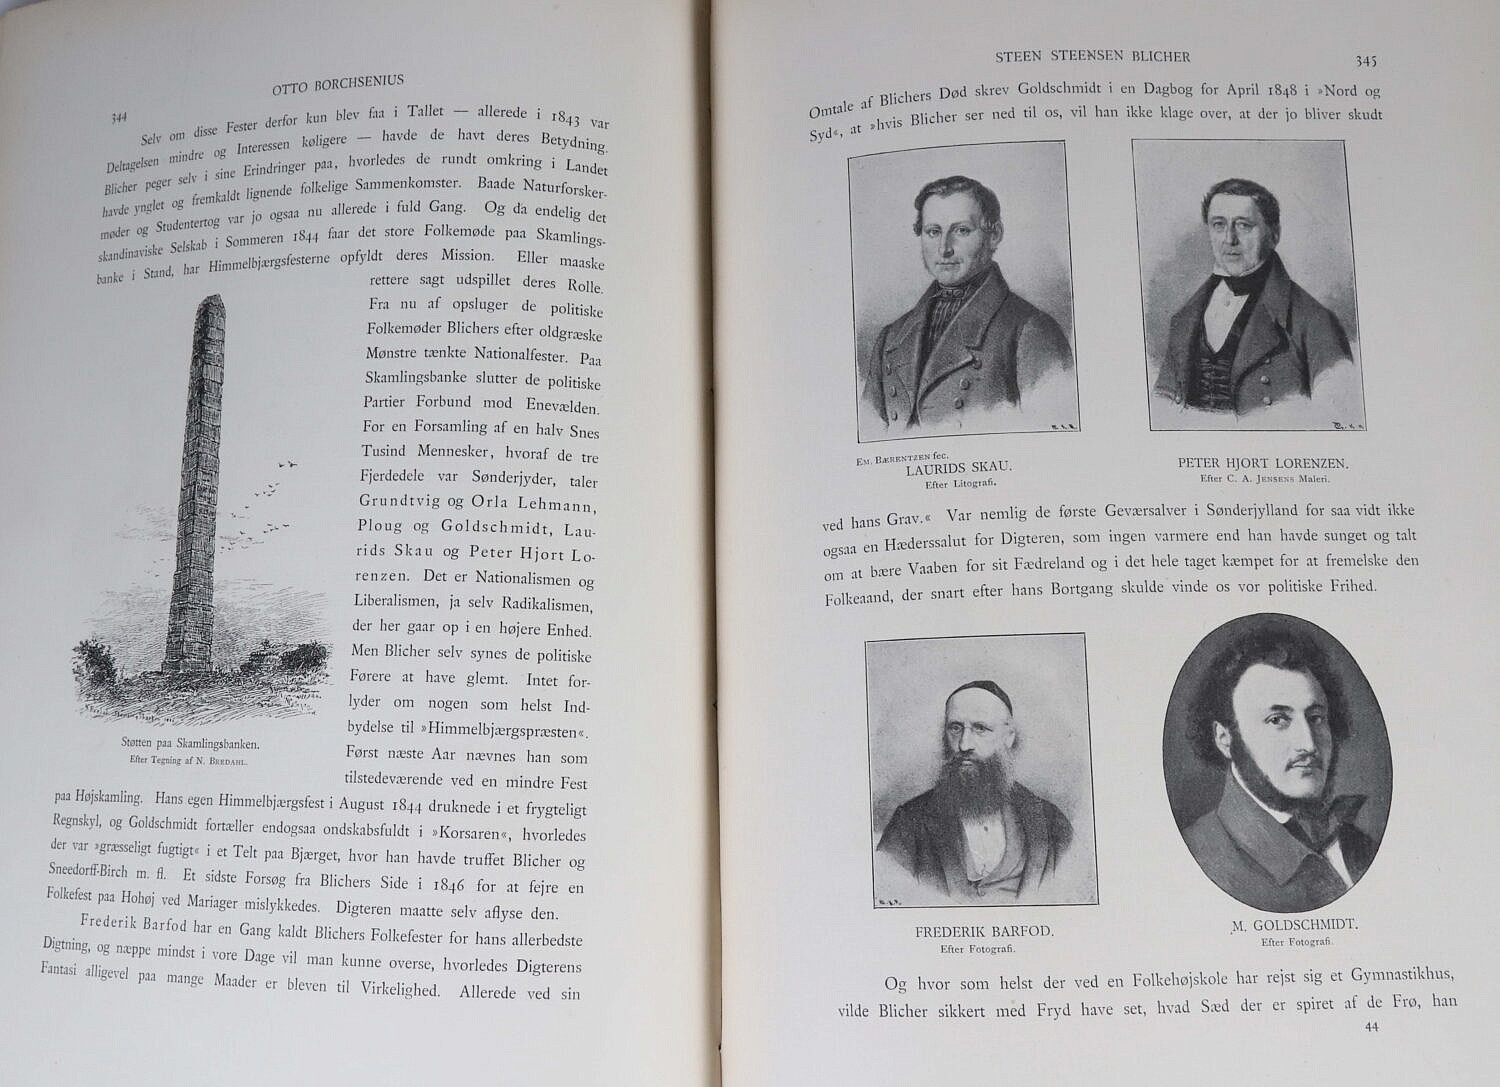 OTTO BORCHSENIUS
344
Selv om disse Fester derfor kun blev faa i Tallet — allerede i 1843 var
Deltagelsen mindre og Interessen køligere — havde de havt deres Betydning.
Blicher peger selv i sine Erindringer paa, hvorledes de rundt omkring i Landet
havde ynglet og fremkaldt lignende folkelige Sammenkomster. Baade Naturforsker-
møder og Studentertog var jo ogsaa nu allerede i fuld Gang. Og da endelig det
skandinaviske Selskab i Sommeren 1844 faar det store Folkemøde paa Skamlings-
banke i Stand, har Himmelbjærgsfesterne opfyldt deres Mission. Eller maaske
rettere sagt udspillet deres Rolle.
Fra nu af opsluger de politiske
Folkemøder Blichers efter oldgræske
Mønstre tænkte Nationalfester. Paa
Skamlingsbanke slutter de politiske
Partier Forbund mod Enevælden.
For en Forsamling af en halv Snes
Tusind Mennesker, hvoraf de tre
Fjerdedele var Sønderjyder, taler
Grundtvig og Orla Lehmann,
Ploug og Goldschmidt, Lau-
rids Skau og Peter Hjort Lo-
renzen. Det er Nationalismen og
Liberalismen, ja selv Radikalismen,
der her gaar op i en højere Enhed.
Men Blicher selv synes de politiske
Førere at have glemt. Intet for-
lyder om nogen som helst Ind-
bydelse til »Himmelbjærgspræsten«.
Først næste Aar nævnes han som
tilstedeværende ved en mindre Fest
Støtten paa Skamlingsbanken.
Efter Tegning af N. BREDAHL.
paa Højskamling. Hans egen Himmelbjærgsfest i August 1844 druknede i et frygteligt
Regnskyl, og Goldschmidt fortæller endogsaa ondskabsfuldt i »Korsaren«, hvorledes
der var »græsseligt fugtigt« i et Telt paa Bjærget, hvor han havde truffet Blicher og
Sneedorff-Birch m. fl. Et sidste Forsøg fra Blichers Side i 1846 for at fejre en
Folkefest paa Hohøj ved Mariager mislykkedes. Digteren maatte selv aflyse den.
Frederik Barfod har en Gang kaldt Blichers Folkefester for hans allerbedste
Digtning, og næppe mindst i vore Dage vil man kunne overse, hvorledes Digterens
Fantasi alligevel paa mange Maader er bleven til Virkelighed. Allerede ved sin
STEEN STEENSEN BLICHER
345
Omtale af Blichers Død skrev Goldschmidt i en Dagbog for April 1848 i »Nord og
Syd«, at »hvis Blicher ser ned til os, vil han ikke klage over, at der jo bliver skudt
EM. BÆRENTZEN fec.
LAURIDS SKAU.
Efter Litografi.
PETER HJORT LORENZEN.
Efter C. A. JENSENS Maleri.
ved hans Grav.« Var nemlig de første Geværsalver i Sønderjylland for saa vidt ikke
ogsaa en Hæderssalut for Digteren, som ingen varmere end han havde sunget og talt
om at bære Vaaben for sit Fædreland og i det hele taget kæmpet for at fremelske den
Folkeaand, der snart efter hans Bortgang skulde vinde os vor politiske Frihed.
FREDERIK BARFOD.
Efter Fotografi.
M. GOLDSCHMIDT.
Efter Fotografi.
Og hvor som helst der ved en Folkehøjskole har rejst sig et Gymnastikhus,
vilde Blicher sikkert med Fryd have set, hvad Sæd der er spiret af de Frø, han
44